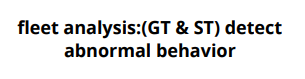 fleet analysis:(GT & ST) detect
abnormal behavior